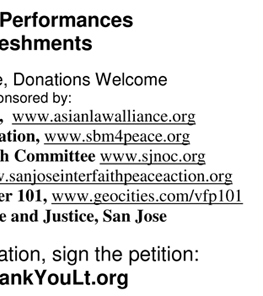 Performances
eshments
e, Donations Welcome
onsored by:
, www.asianlawalliance.org
ation, www.sbm4peace.org
h Committee www.sjnoc.org
w.sanjoseinterfaithpeaceaction.org
er 101, www.geocities.com/vfp101
e and Justice, San Jose
ation, sign the petition:
ankYouLt.org